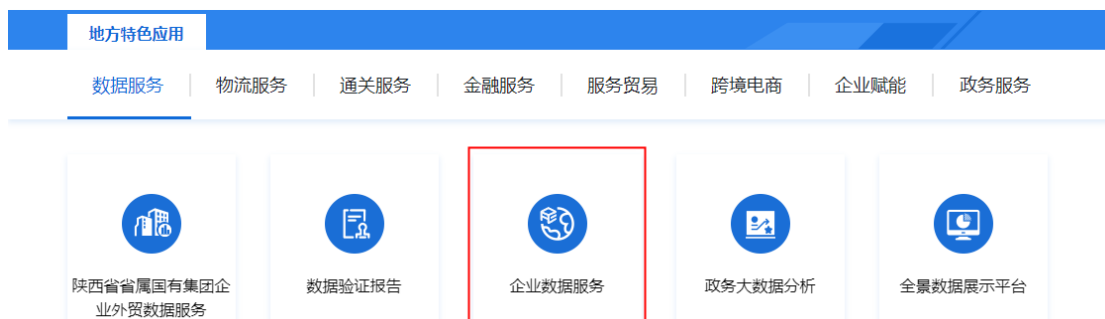 地方特色应用
数据服务 物流服务 通关服务 金融服务 服务贸易 跨境电商 企业赋能 政务服务
陕西省省属国有集团企
业外贸数据服务
数据验证报告
企业数据服务
政务大数据分析
全景数据展示平台